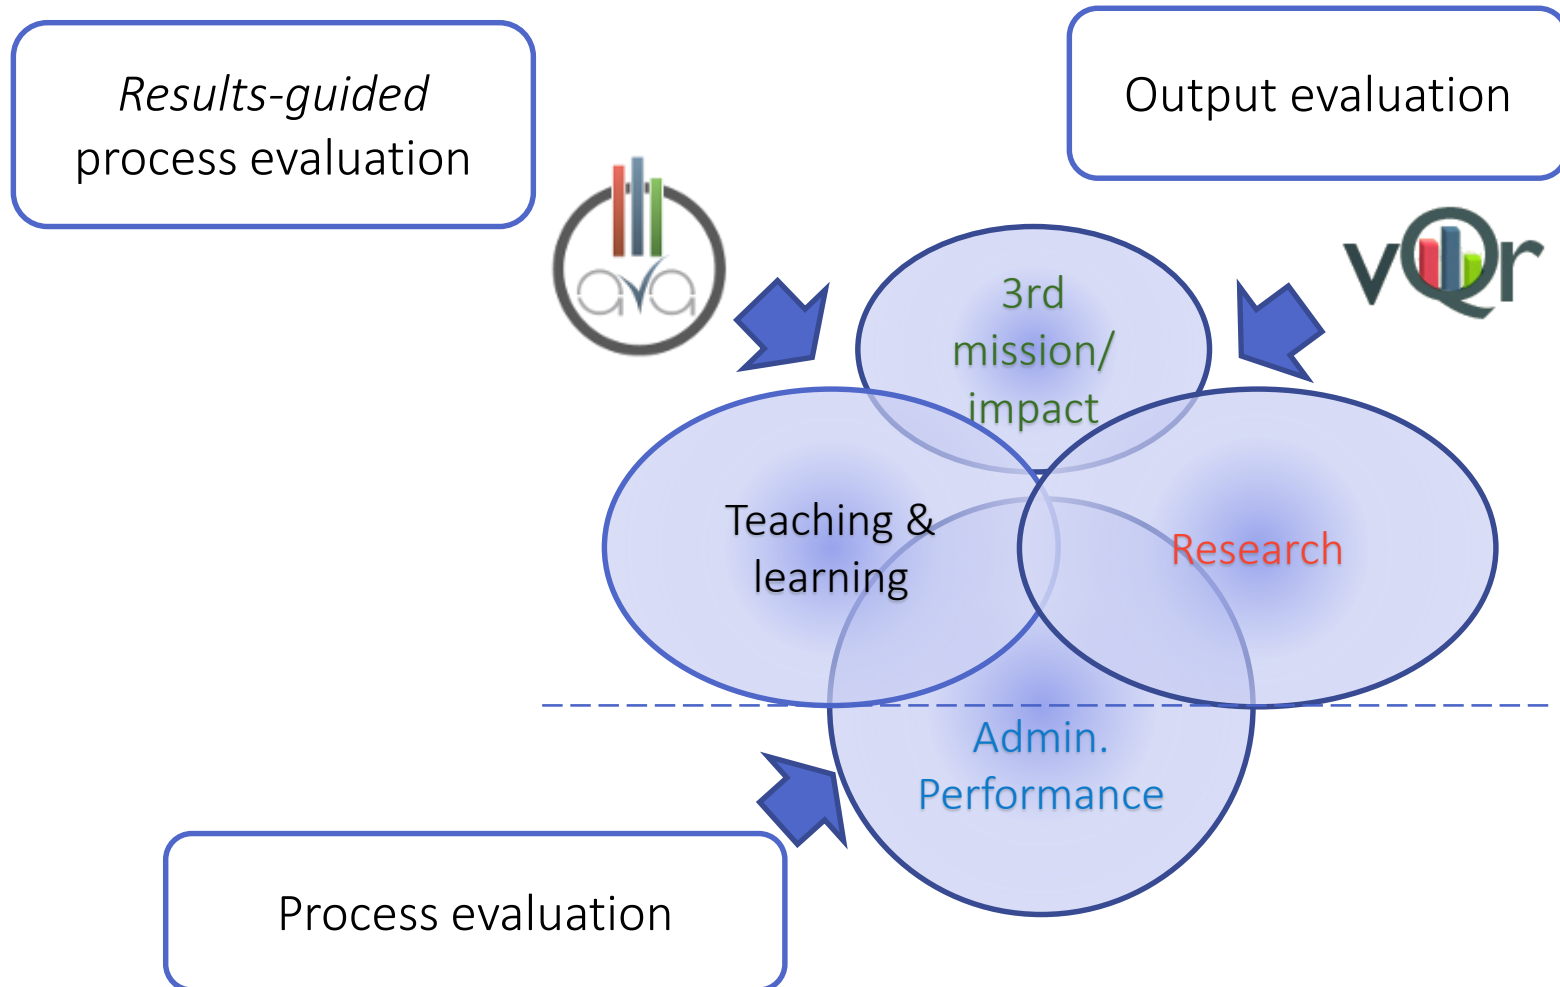 Results-guided
process evaluation
Output evaluation
ava
vQr
3rd
mission/
impact
Teaching &
learning
Research
Admin.
Performance
Process evaluation